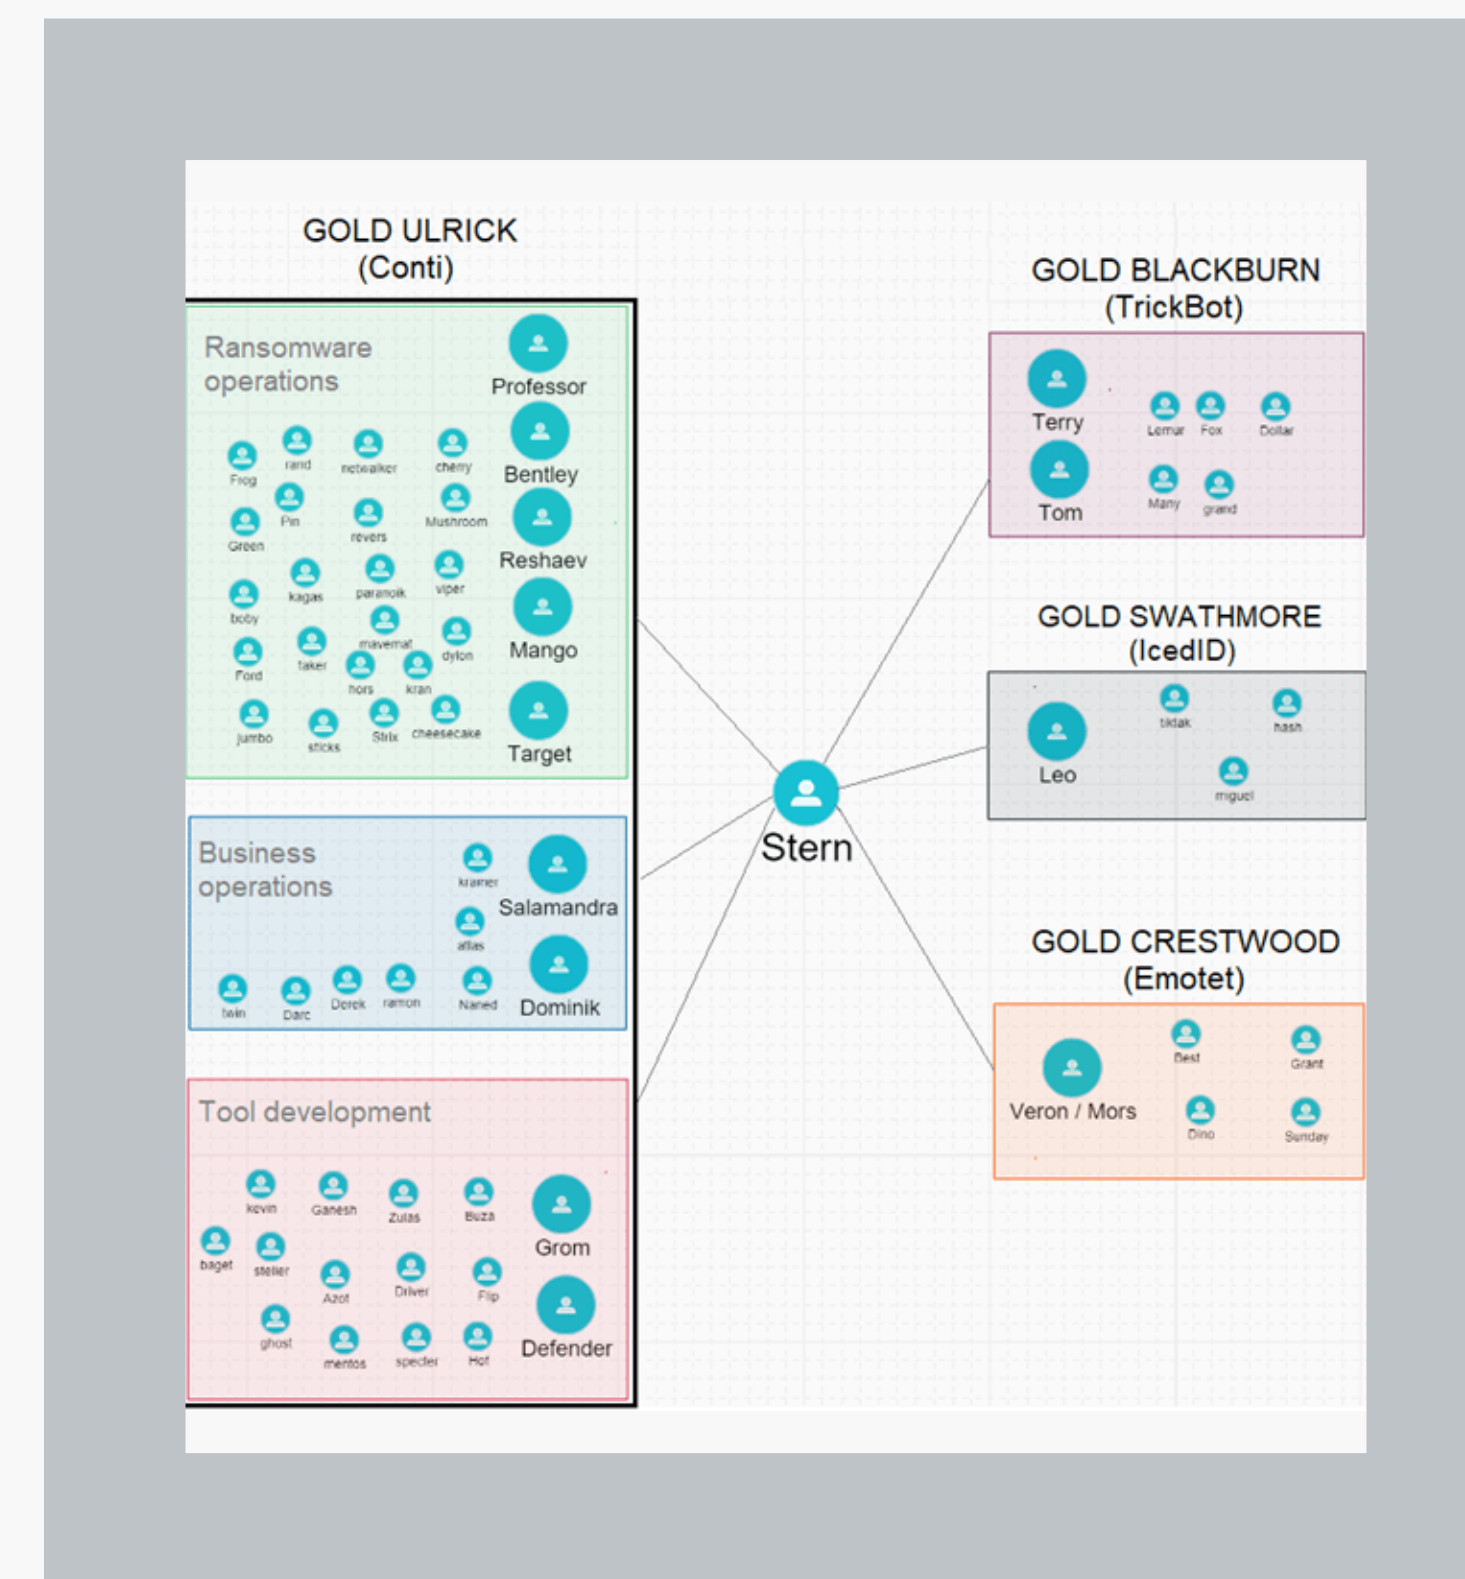 GOLD ULRICK
(Conti)
Ransomware
operations
Professor
Bentley
Reshaev
Mango
Target
Frog
rand
netwalker
cherry
Pin
Green
revers
Mushroom
kagas
paranoik
viper
boby
mavemat
Ford
faker
dylon
hors
kran
jumbo
sticks
Strix
cheesecake
Business
operations
kramer
Salamandra
atlas
twin
Darc
Derek
ramon
Naned
Dominik
Tool development
kevin
Ganesh
Zulas
Buza
Grom
baget
steller
Azot
Driver
Flip
ghost
mentos
specter
Hof
Defender
Stern
GOLD BLACKBURN
(TrickBot)
Terry
Lemur
Fox
Dollar
Tom
Many
grand
GOLD SWATHMORE
(IcedID)
Leo
tiktak
hash
miguel
GOLD CRESTWOOD
(Emotet)
Veron / Mors
Best
Grant
Dino
Sunday